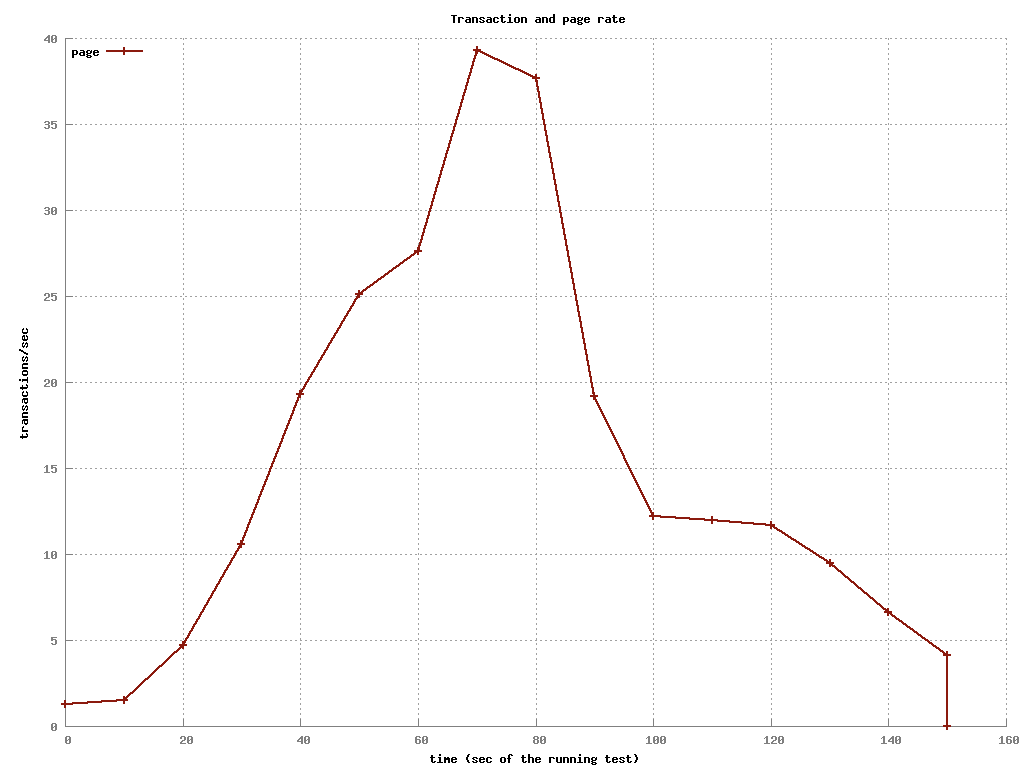 Transaction and page rate
page
40
35
30
25
20
15
10
5
0
transactions/sec
0 20 40 60 80 100 120 140 160
time (sec of the running test)